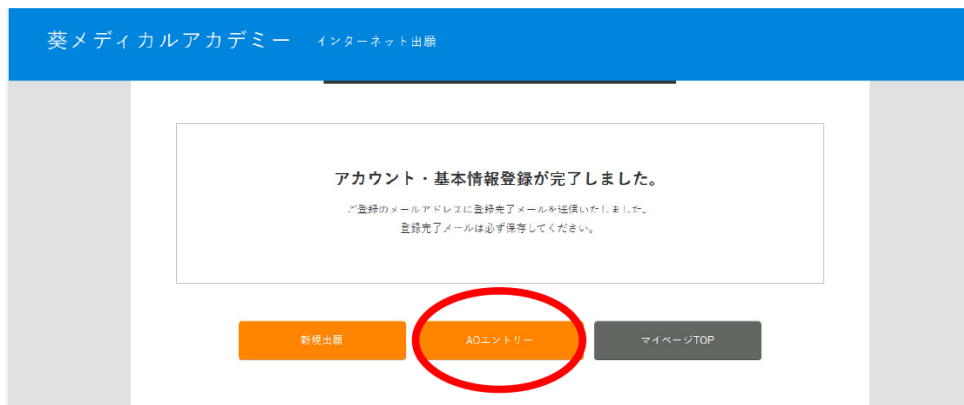 葵メディカルアカデミー インターネット出願
アカウント・基本情報登録が完了しました。
ご登録のメールアドレスに登録完了メールを送信いたしました。
登録完了メールは必ず保存してください。
新規出願 AOエントリー マイページTOP